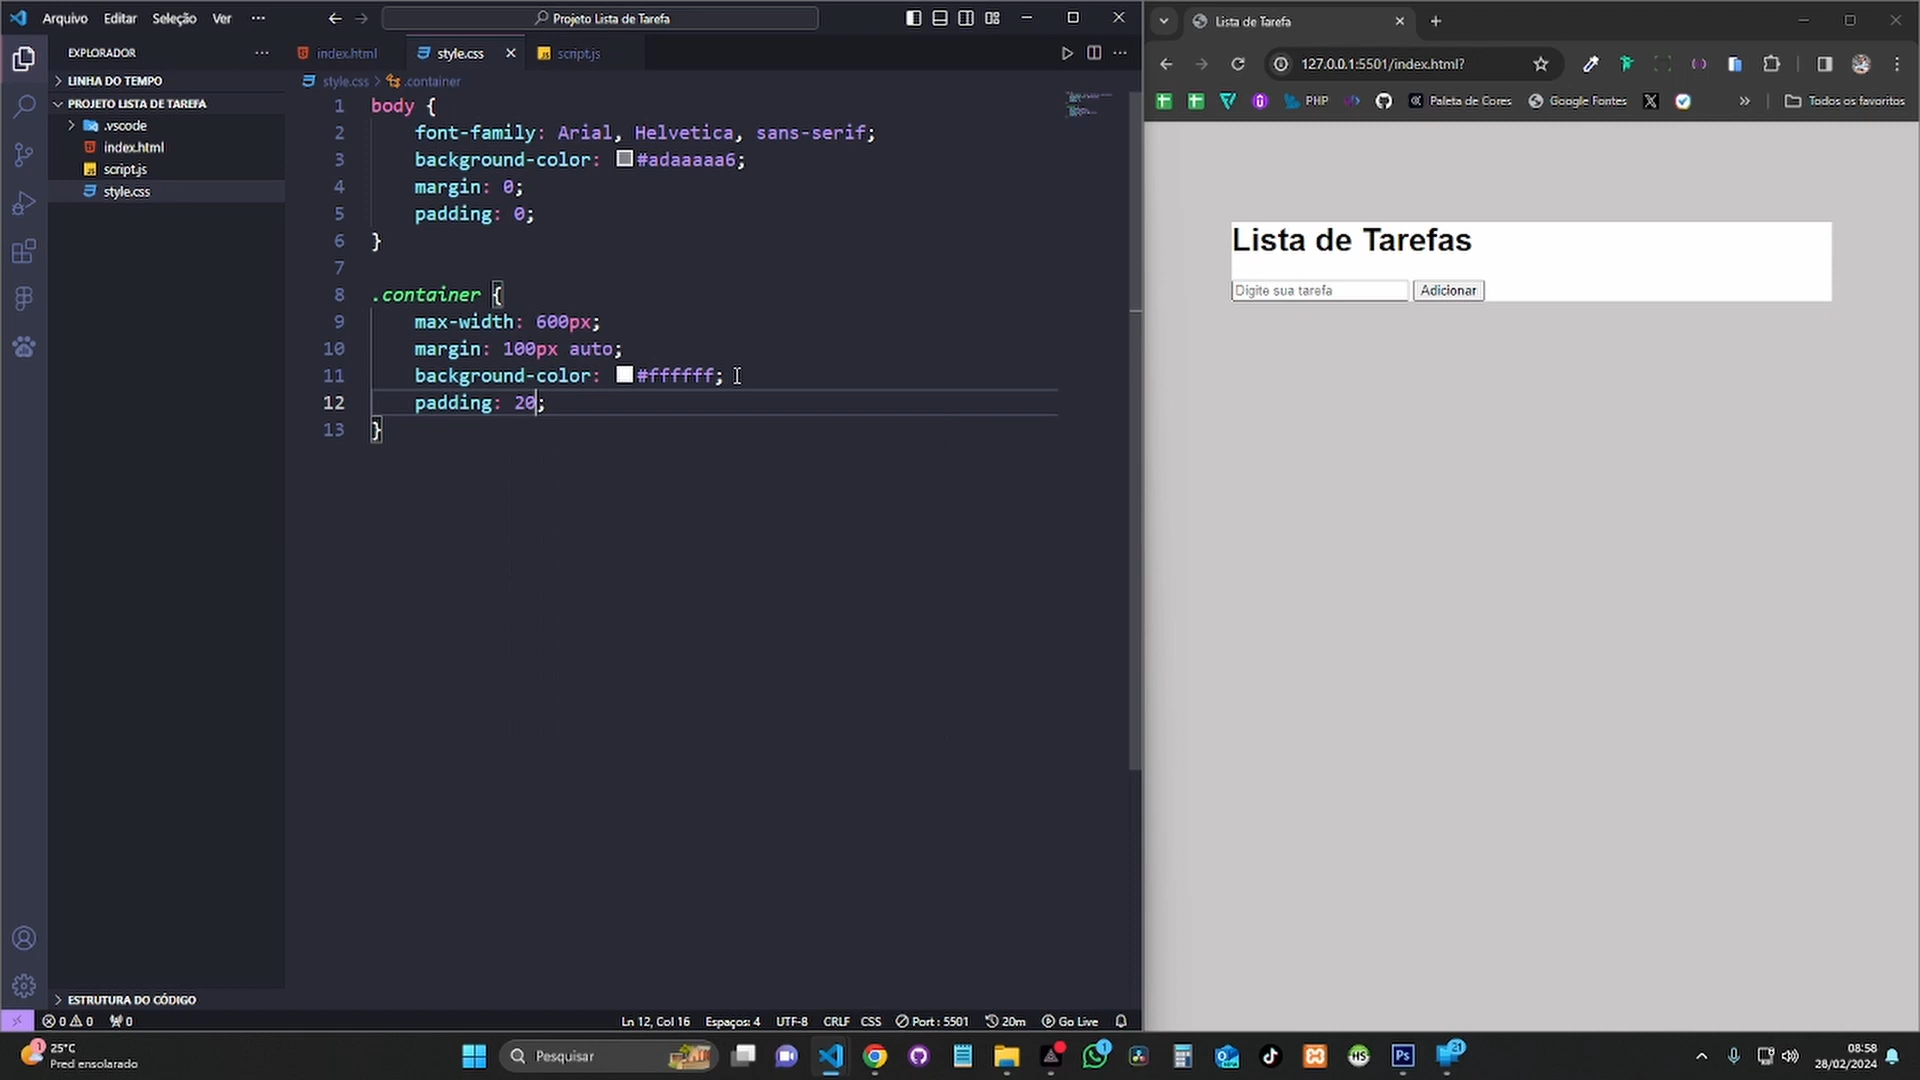 Arquivo Editar Seleção Ver ···
Projeto Lista de Tarefa
EXPLORADOR
LINHA DO TEMPO
PROJETO LISTA DE TAREFA
.vscode
index.html
script.js
style.css
ESTRUTURA DO CÓDIGO
index.html style.css script.js
style.css > .container
1 body {
2 font-family: Arial, Helvetica, sans-serif;
3 background-color: #adaaaaa6;
4 margin: 0;
5 padding: 0;
6 }
7
8 .container {
9 max-width: 600px;
10 margin: 100px auto;
11 background-color: #ffffff;
12 padding: 20;
13 }
0 0 0 Ln 12, Col 16 Espaços: 4 UTF-8 CRLF CSS Port : 5501 20m Go Live
Lista de Tarefa
127.0.0.1:5501/index.html?
PHP Paleta de Cores Google Fontes » Todos os favoritos
Lista de Tarefas
Digite sua tarefa Adicionar
1 25°C
Pred ensolarado
Pesquisar
1
HS
Ps
21
08:58
28/02/2024